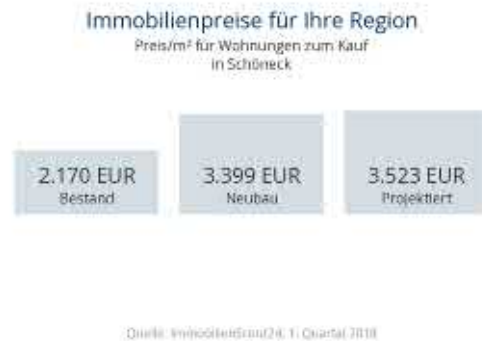 Immobilienpreise für Ihre Region
Preis/m² für Wohnungen zum Kauf
in Schöneck
2.170 EUR
Bestand
3.399 EUR
Neubau
3.523 EUR
Projektiert
Quelle: ImmobilienScout24, 1. Quartal 2018